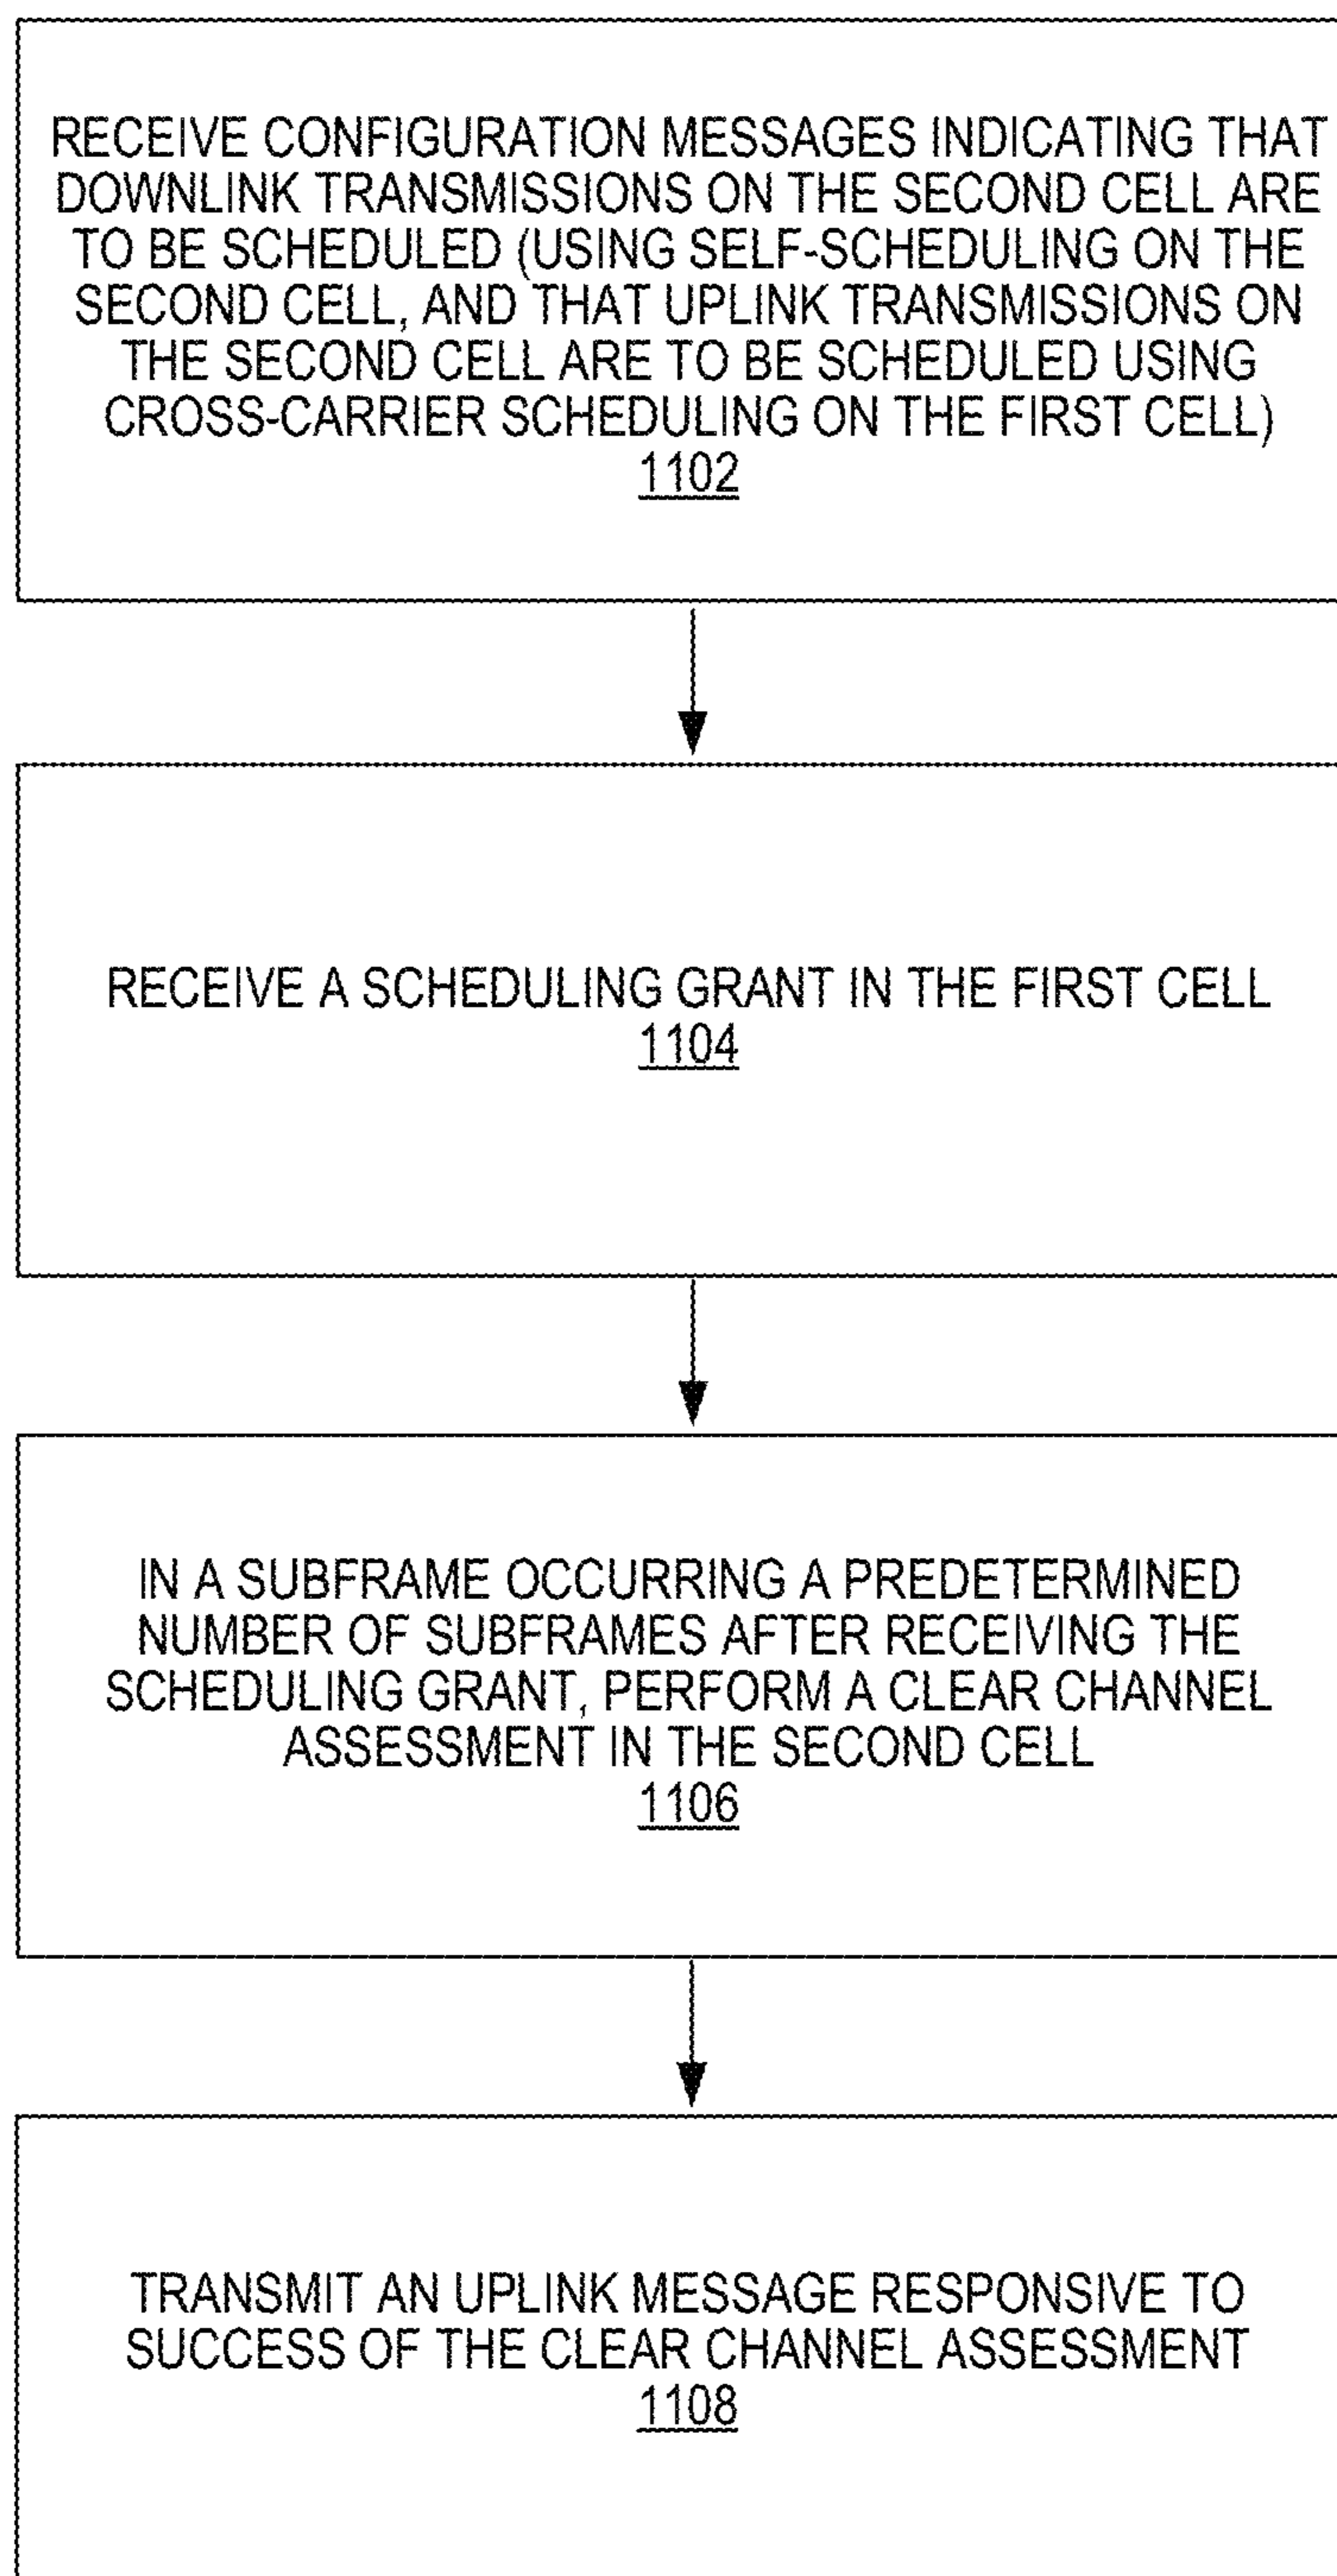 RECEIVE CONFIGURATION MESSAGES INDICATING THAT
DOWNLINK TRANSMISSIONS ON THE SECOND CELL ARE
TO BE SCHEDULED (USING SELF-SCHEDULING ON THE
SECOND CELL, AND THAT UPLINK TRANSMISSIONS ON
THE SECOND CELL ARE TO BE SCHEDULED USING
CROSS-CARRIER SCHEDULING ON THE FIRST CELL)
1102
RECEIVE A SCHEDULING GRANT IN THE FIRST CELL
1104
IN A SUBFRAME OCCURRING A PREDETERMINED
NUMBER OF SUBFRAMES AFTER RECEIVING THE
SCHEDULING GRANT, PERFORM A CLEAR CHANNEL
ASSESSMENT IN THE SECOND CELL
1106
TRANSMIT AN UPLINK MESSAGE RESPONSIVE TO
SUCCESS OF THE CLEAR CHANNEL ASSESSMENT
1108